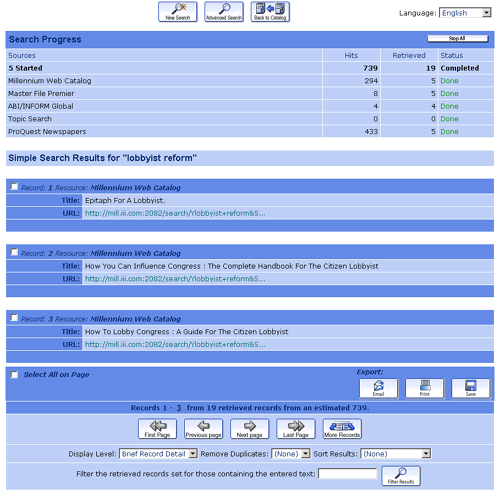 New Search Advanced Search Back to Catalog Language: English
Search Progress Stop All
Sources Hits Retrieved Status
5 Started 739 19 Completed
Millennium Web Catalog 294 5 Done
Master File Premier 8 5 Done
ABI/INFORM Global 4 4 Done
Topic Search 0 0 Done
ProQuest Newspapers 433 5 Done
Simple Search Results for "lobbyist reform"
Record: 1 Resource: Millennium Web Catalog
Title: Epitaph For A Lobbyist.
URL: http://mill.iii.com:2082/search/Ylobbyist+reform&S...
Record: 2 Resource: Millennium Web Catalog
Title: How You Can Influence Congress : The Complete Handbook For The Citizen Lobbyist
URL: http://mill.iii.com:2082/search/Ylobbyist+reform&S...
Record: 3 Resource: Millennium Web Catalog
Title: How To Lobby Congress : A Guide For The Citizen Lobbyist
URL: http://mill.iii.com:2082/search/Ylobbyist+reform&S...
Select All on Page Export:
Email Print Save
Records 1 - 3 from 19 retrieved records from an estimated 739.
First Page Previous page Next page Last Page More Records
Display Level: Brief Record Detail Remove Duplicates: (None) Sort Results: (None)
Filter the retrieved records set for those containing the entered text: Filter Results